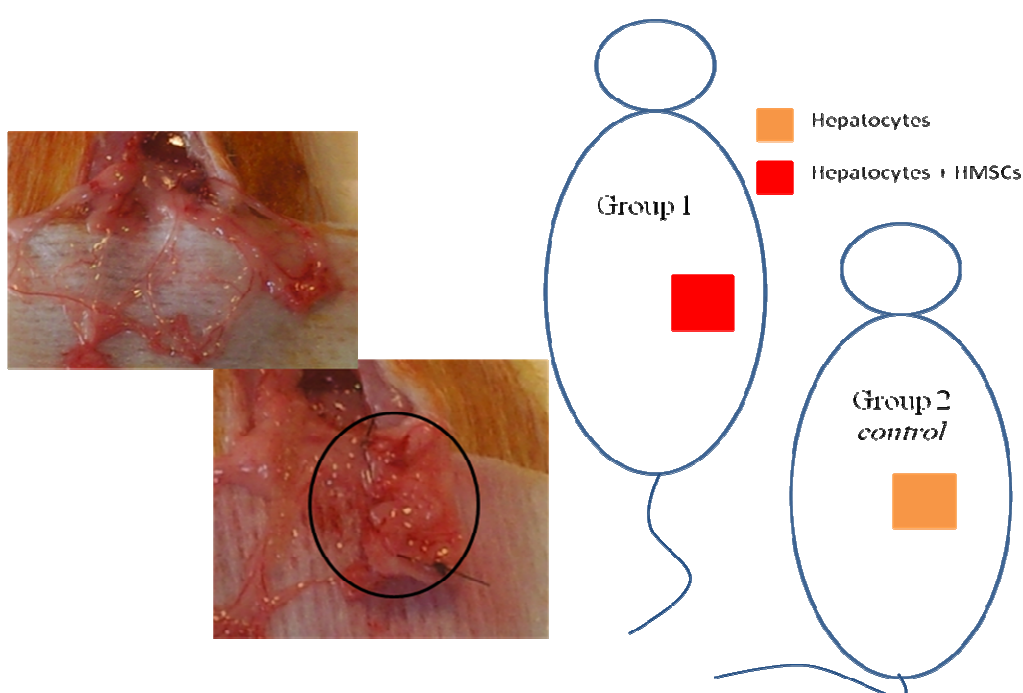 Hepatocytes
Hepatocytes + HMSCs
Group 1
Group 2
control